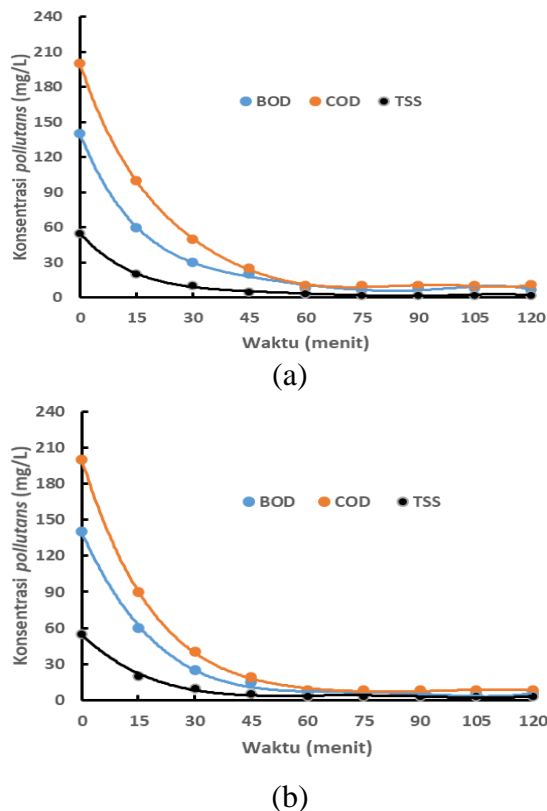 Konsentrasi pollutans (mg/L)
240
210
180
150
120
90
60
30
0
BOD COD TSS
0 15 30 45 60 75 90 105 120
Waktu (menit)
(a)
Konsentrasi pollutans (mg/L)
240
210
180
150
120
90
60
30
0
BOD COD TSS
0 15 30 45 60 75 90 105 120
Waktu (menit)
(b)